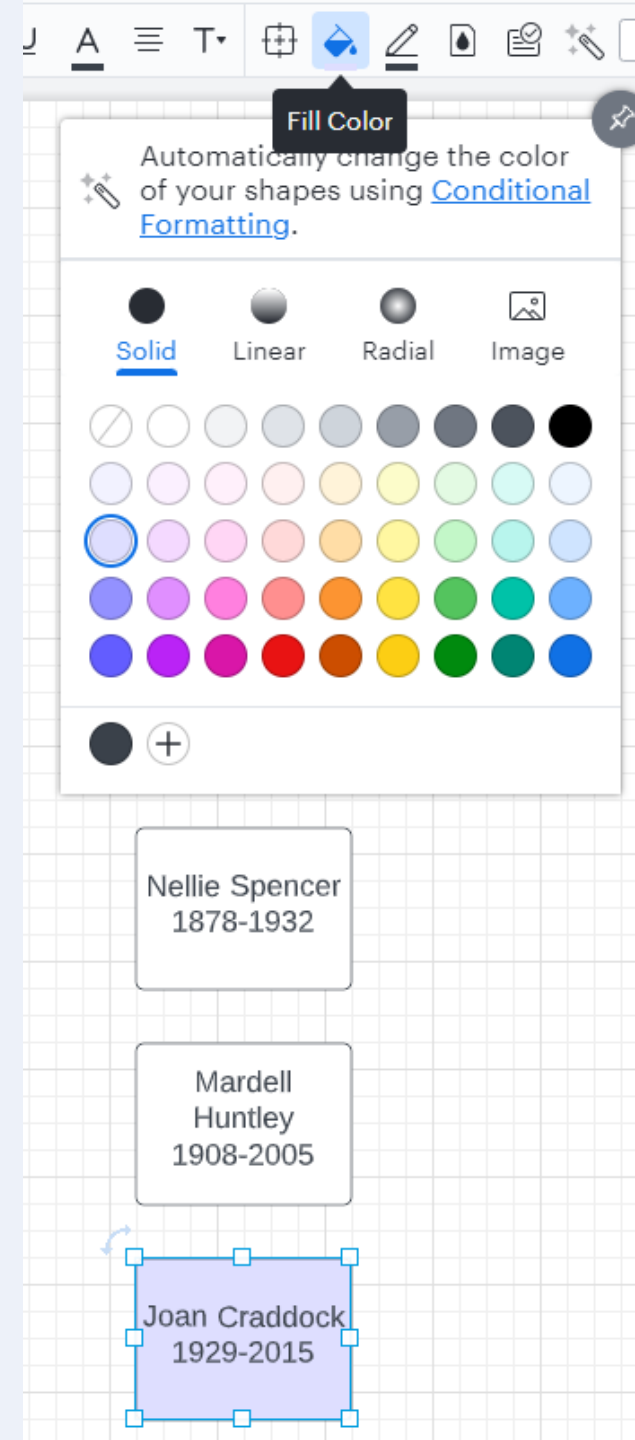 U A T
Fill Color
Automatically change the color
of your shapes using Conditional
Formatting.
Solid Linear Radial Image
Nellie Spencer
1878-1932
Mardell
Huntley
1908-2005
Joan Craddock
1929-2015